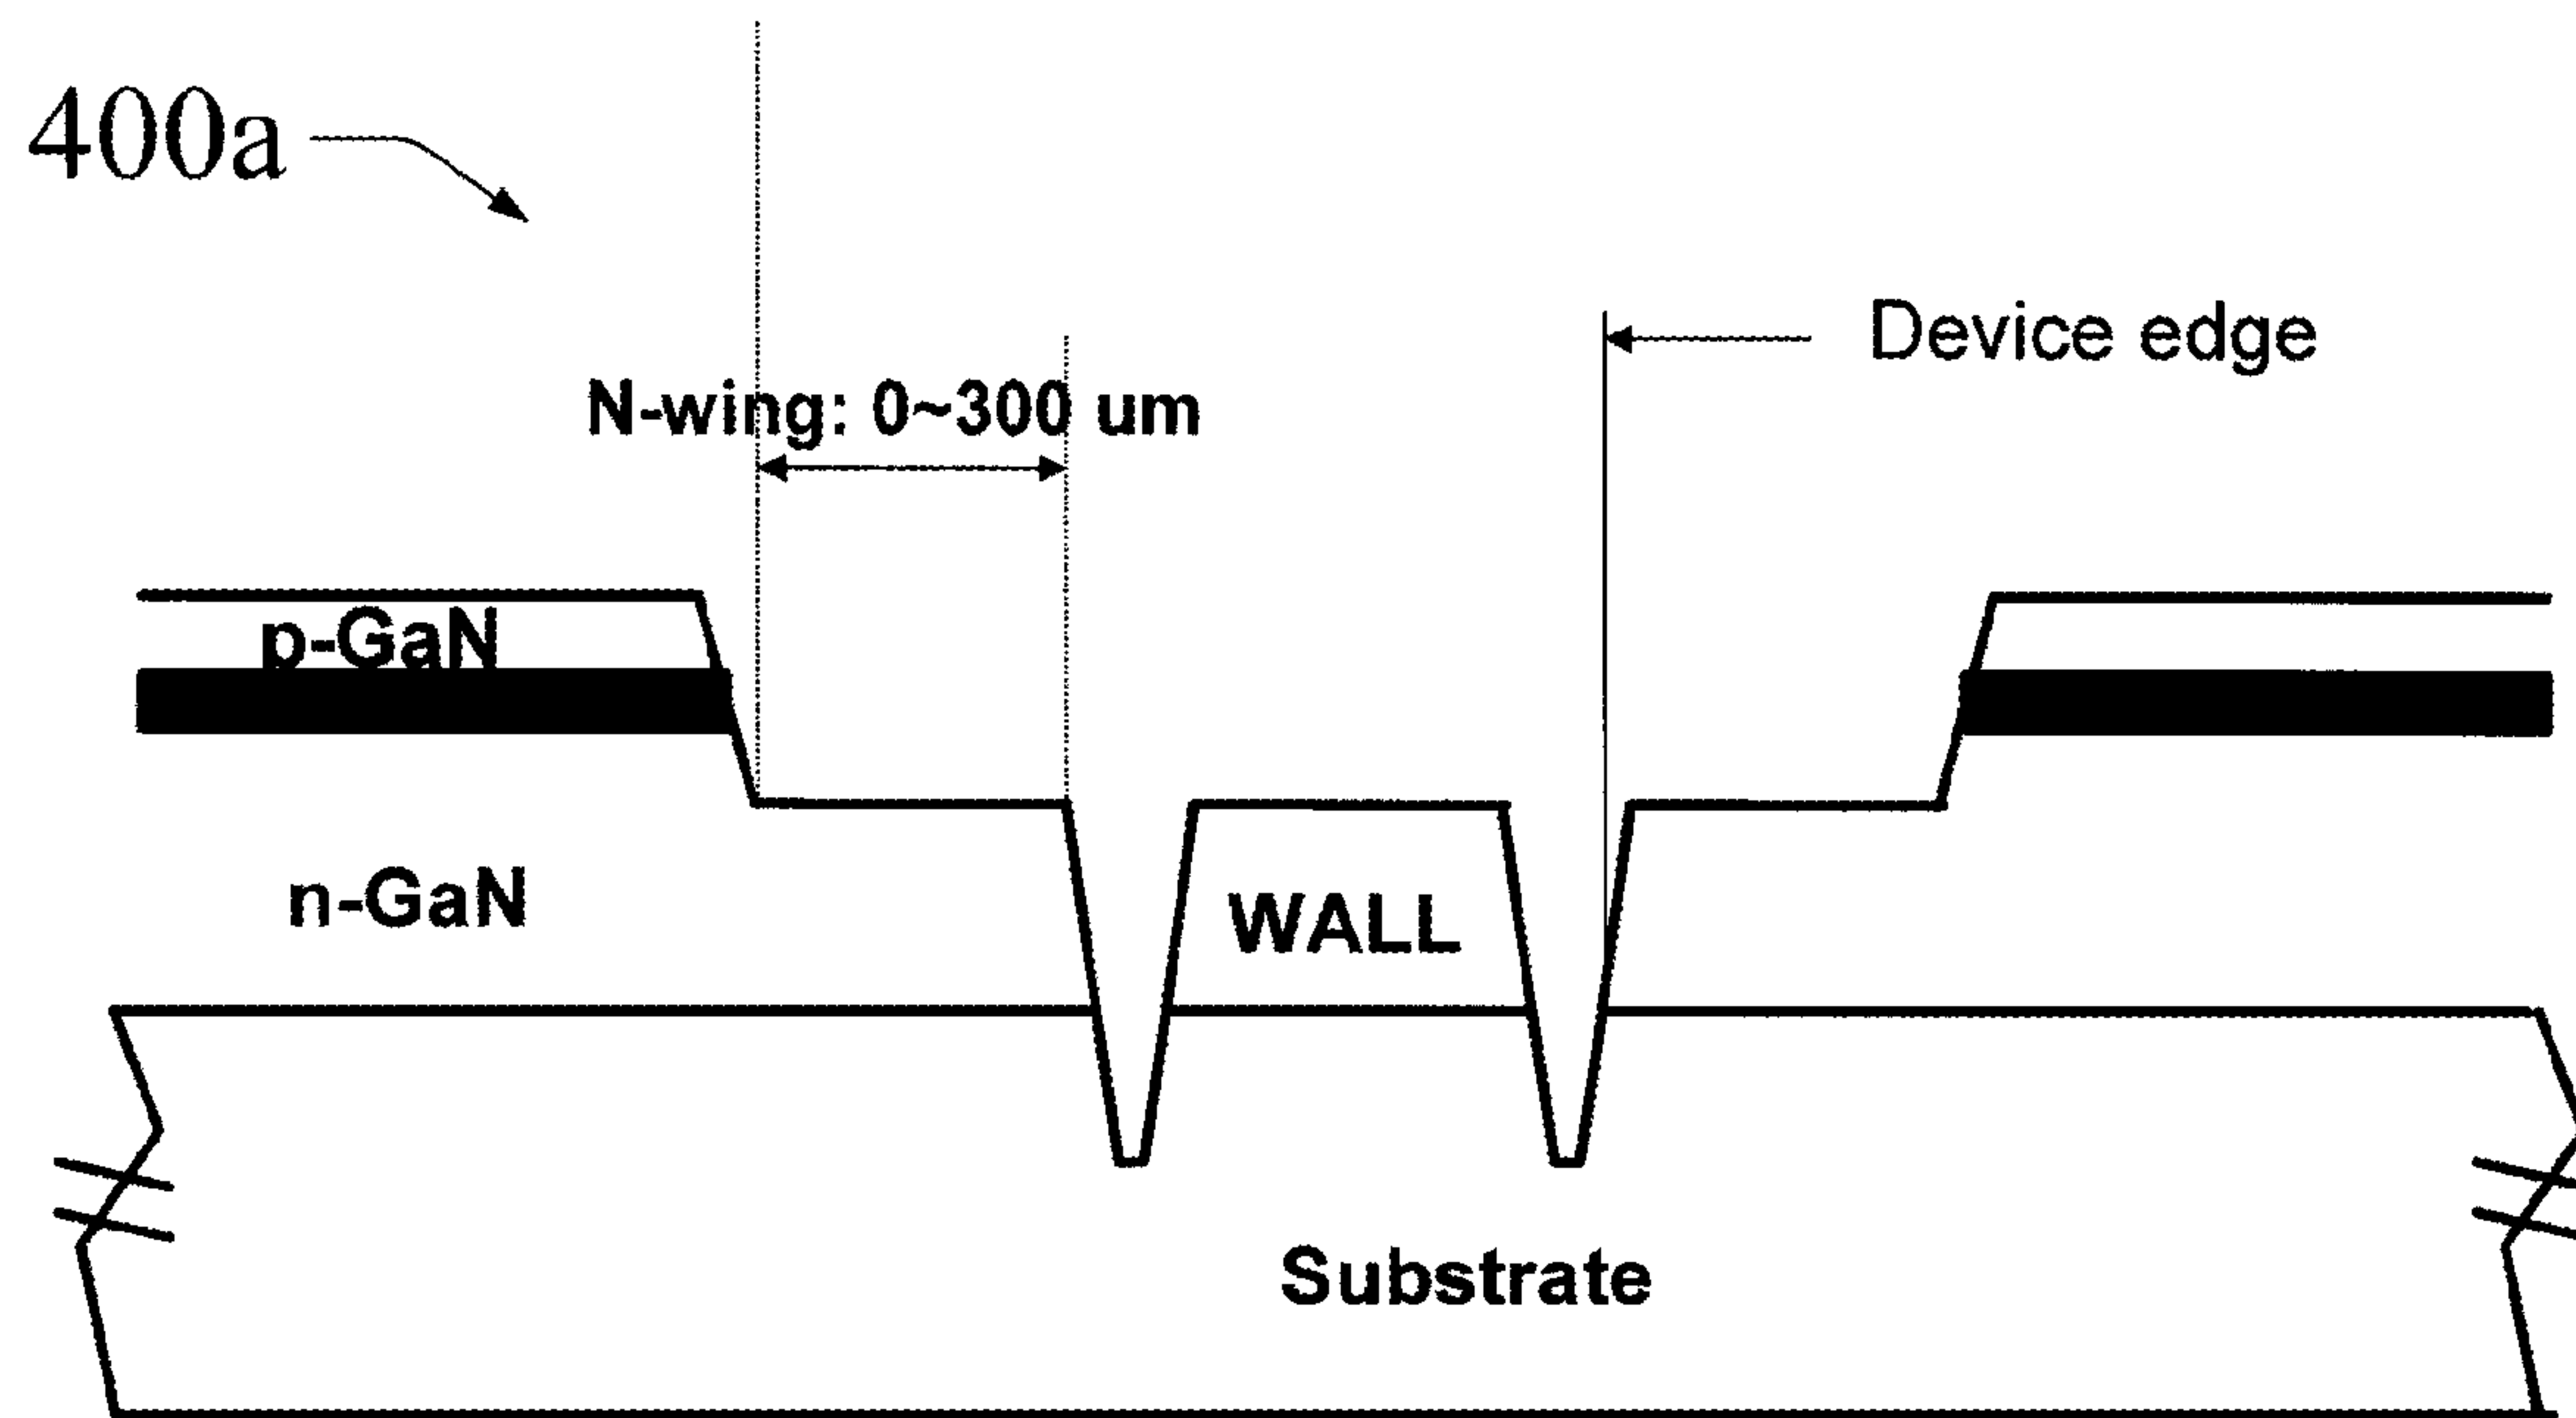 400a
Device edge
N-wing: 0~300 um
p-GaN
n-GaN
WALL
Substrate